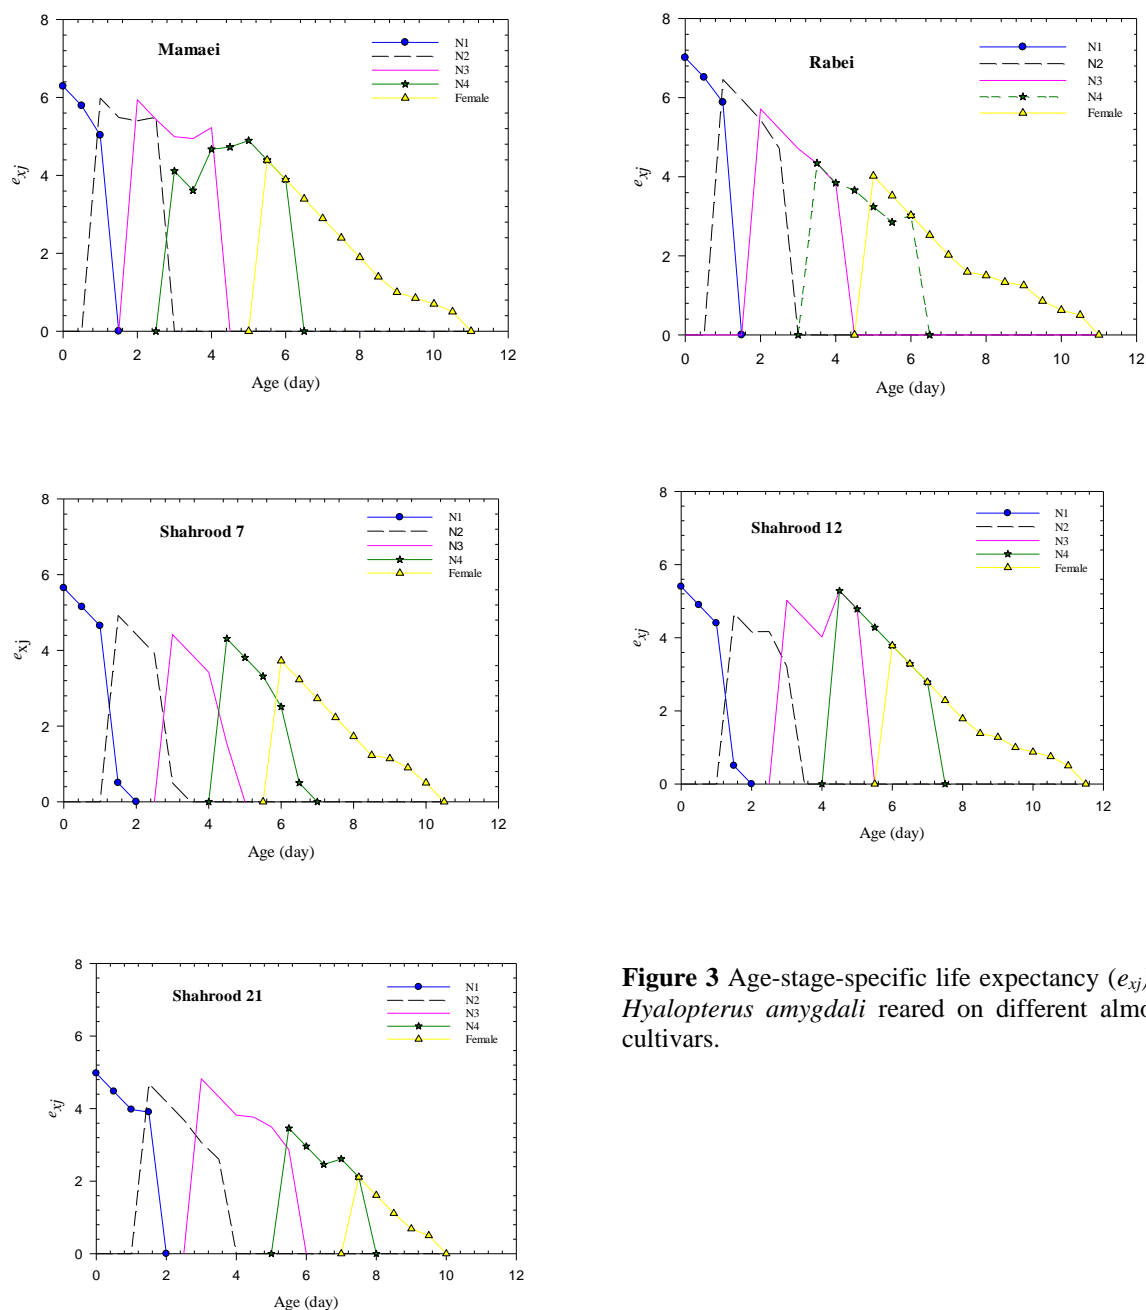 Mamaei
N1
N2
N3
N4
Female
8
6
4
2
0
exj
0 2 4 6 8 10 12
Age (day)
Rabei
N1
N2
N3
N4
Female
8
6
4
2
0
exj
0 2 4 6 8 10 12
Age (day)
Shahrood 7
N1
N2
N3
N4
Female
8
6
4
2
0
exj
0 2 4 6 8 10 12
Age (day)
Shahrood 12
N1
N2
N3
N4
Female
8
6
4
2
0
exj
0 2 4 6 8 10 12
Age (day)
Shahrood 21
N1
N2
N3
N4
Female
8
6
4
2
0
exj
0 2 4 6 8 10 12
Age (day)
Figure 3 Age-stage-specific life expectancy (exj)
Hyalopterus amygdali reared on different almo
cultivars.